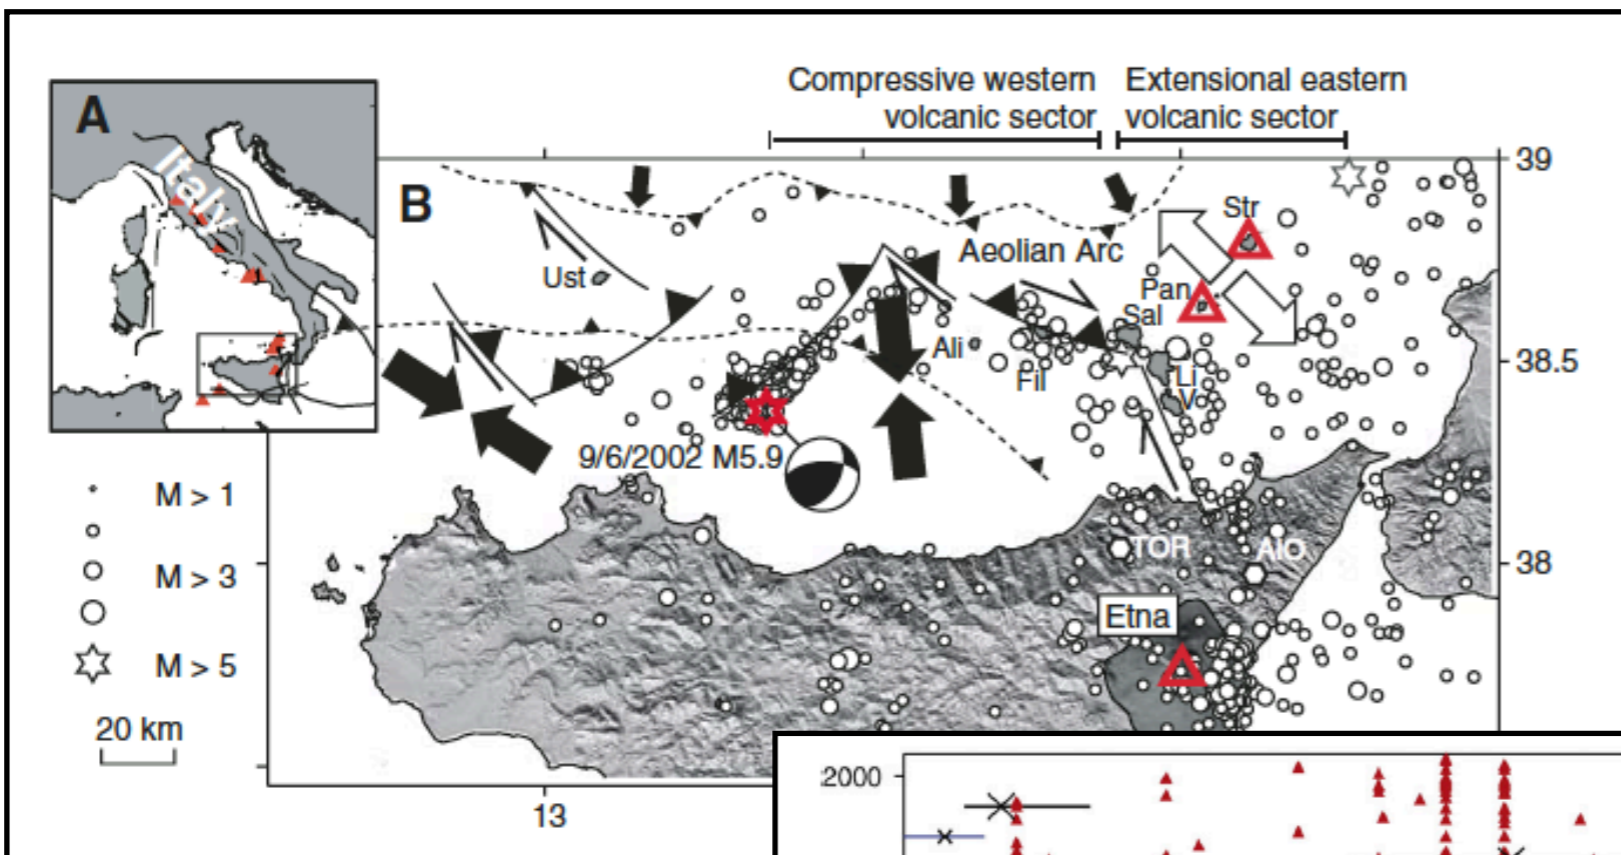 Compressive western
volcanic sector
Extensional eastern
volcanic sector
A
Italy
B
39
Str
Aeolian Arc
Ust
Pan
Sal
Ali
Fil
Li
V
38.5
9/6/2002 M5.9
M > 1
M > 3
M > 5
20 km
TOR
AIO
38
Etna
13
2000